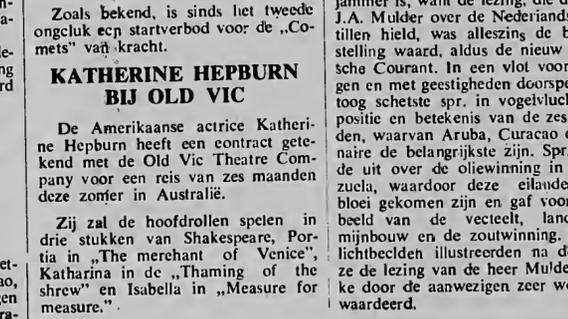 Zoals bekend, is sinds het tweede
ongeluk een startverbod voor de „Co-
mets” van kracht.
KATHERINE HEPBURN
BIJ OLD VIC
De Amerikaanse actrice Katheri-
ne Hepburn heeft een contract gete-
kend met de Old Vic Theatre Com-
pany voor een reis van zes maanden
deze zomer in Australië.
Zij zal de hoofdrollen spelen in
drie stukken van Shakespeare, Por-
tia in „The merchant of Venice”,
Katharina in de „Thaming of the
shrew” en Isabella in „Measure for
measure.”
J.A. Mulder over de Nederlands
tillen hield, was alleszins de b
stelling waard, aldus de nieuw
sche Courant. In een vlot voor
gen en met geestigheden doorspe
toog schetste spr. in vogelvluc
positie en betekenis van de zes
den, waarvan Aruba, Curacao e
naire de belangrijkste zijn. Spr.
de uit over de oliewinning in
zuela, waardoor deze eilande
bloei gekomen zijn en gaf voor
beeld van de vecteelt, land
mijnbouw en de zoutwinning.
lichtbeelden illustreerden na d
ze de lezing van de heer Mulde
ke door de aanwezigen zeer we
waardeerd.